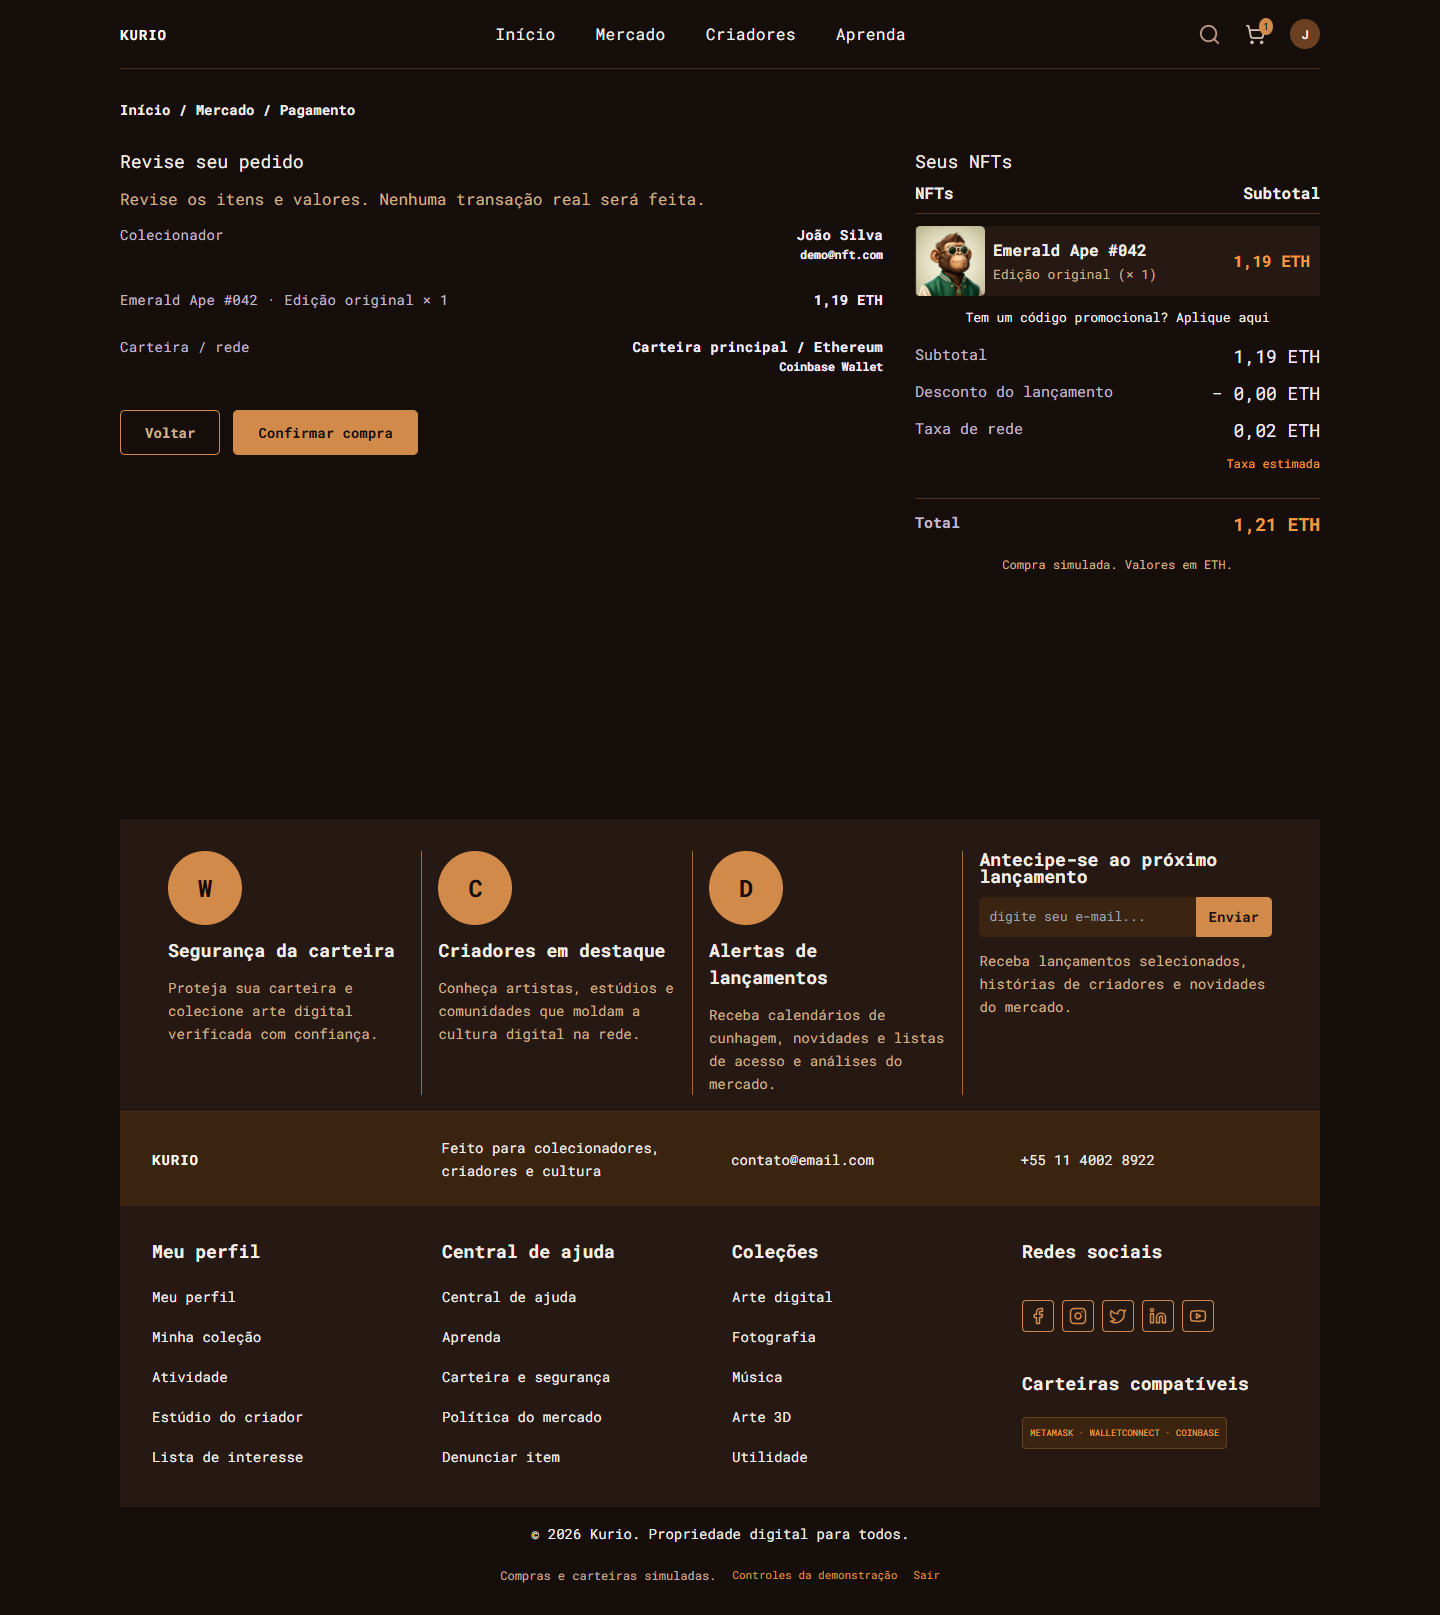 KURIO
Início
Mercado
Criadores
Aprenda
1
J
Início / Mercado / Pagamento
Revise seu pedido
Revise os itens e valores. Nenhuma transação real será feita.
Colecionador
João Silva
demo@nft.com
Emerald Ape #042 · Edição original × 1
1,19 ETH
Carteira / rede
Carteira principal / Ethereum
Coinbase Wallet
Voltar
Confirmar compra
Seus NFTs
NFTs
Subtotal
Emerald Ape #042
Edição original (× 1)
1,19 ETH
Tem um código promocional? Aplique aqui
Subtotal
1,19 ETH
Desconto do lançamento
− 0,00 ETH
Taxa de rede
0,02 ETH
Taxa estimada
Total
1,21 ETH
Compra simulada. Valores em ETH.
W
Segurança da carteira
Proteja sua carteira e
colecione arte digital
verificada com confiança.
C
Criadores em destaque
Conheça artistas, estúdios e
comunidades que moldam a
cultura digital na rede.
D
Alertas de
lançamentos
Receba calendários de
cunhagem, novidades e listas
de acesso e análises do
mercado.
Antecipe-se ao próximo
lançamento
digite seu e-mail...
Enviar
Receba lançamentos selecionados,
histórias de criadores e novidades
do mercado.
KURIO
Feito para colecionadores,
criadores e cultura
contato@email.com
+55 11 4002 8922
Meu perfil
Meu perfil
Minha coleção
Atividade
Estúdio do criador
Lista de interesse
Central de ajuda
Central de ajuda
Aprenda
Carteira e segurança
Política do mercado
Denunciar item
Coleções
Arte digital
Fotografia
Música
Arte 3D
Utilidade
Redes sociais
Carteiras compatíveis
METAMASK · WALLETCONNECT · COINBASE
© 2026 Kurio. Propriedade digital para todos.
Compras e carteiras simuladas.
Controles da demonstração
Sair